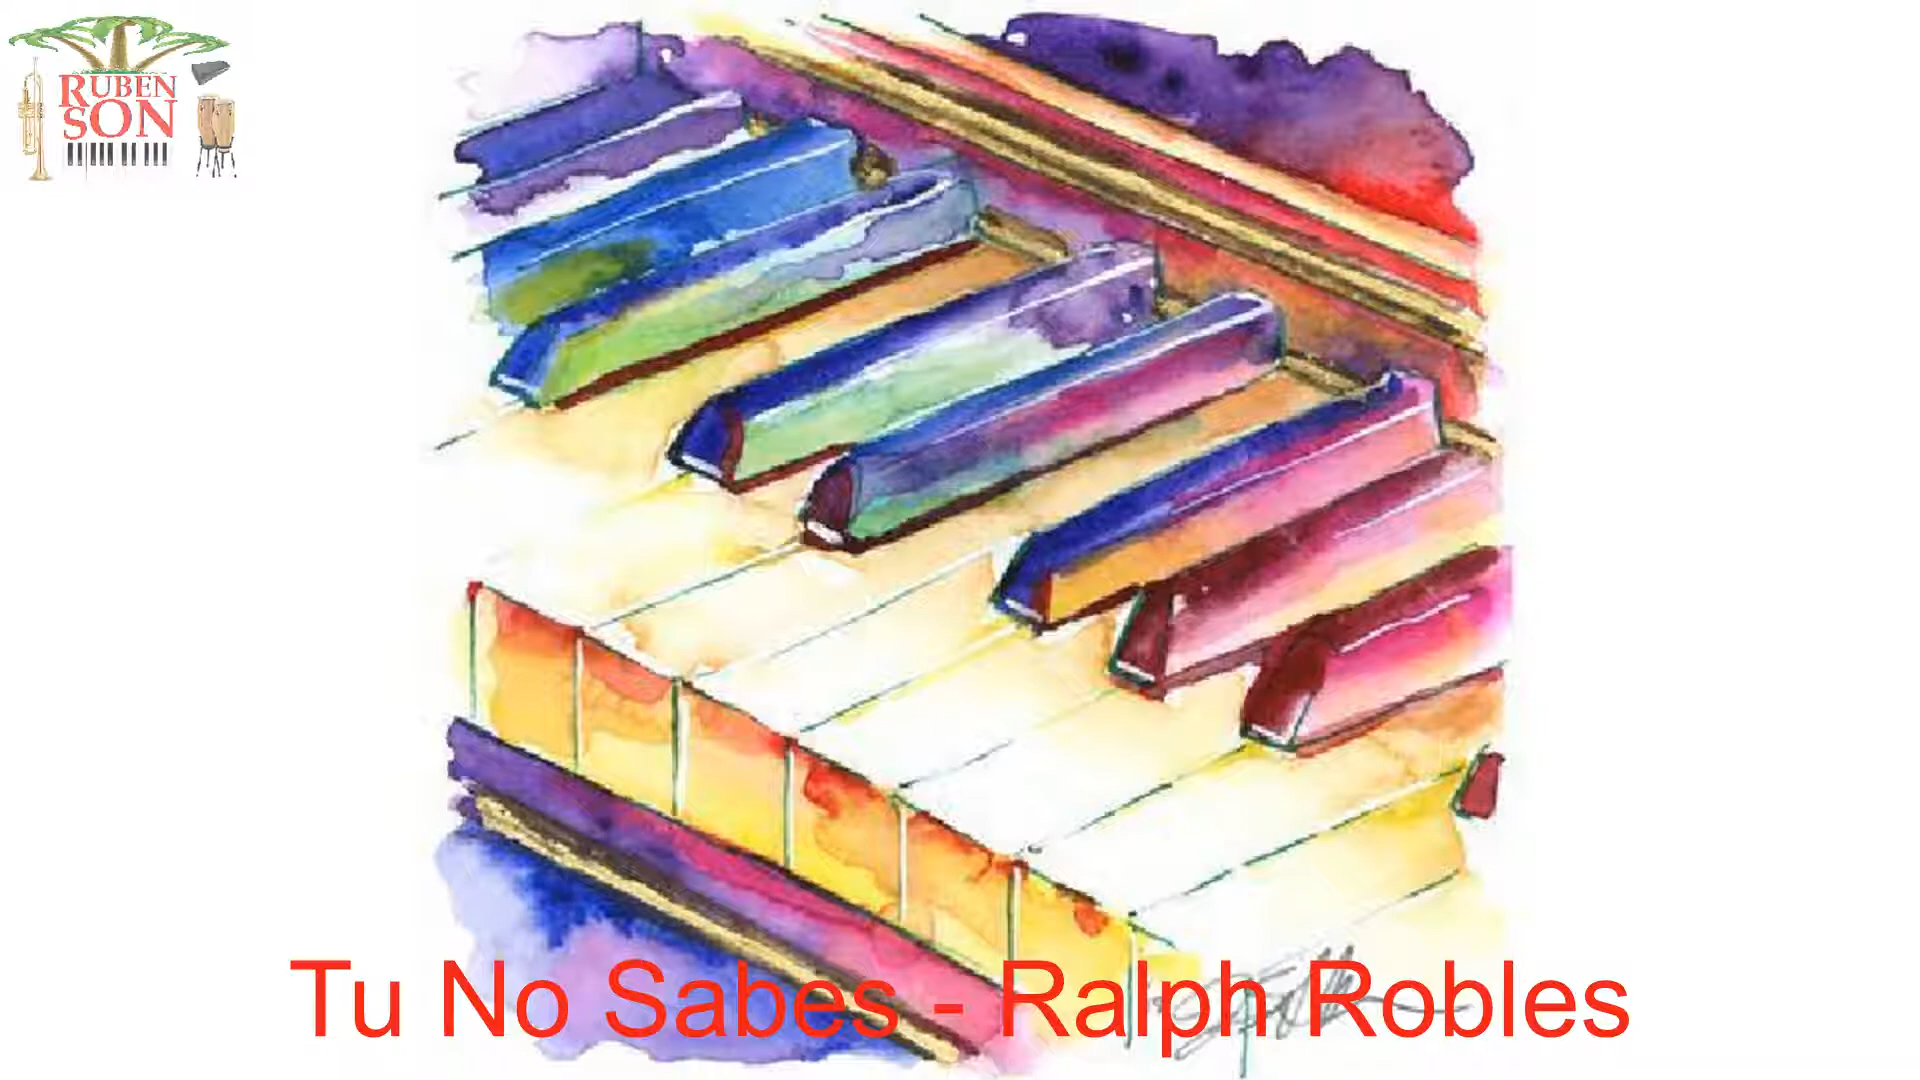 RUBEN
SON
Tu No Sabes - Ralph Robles